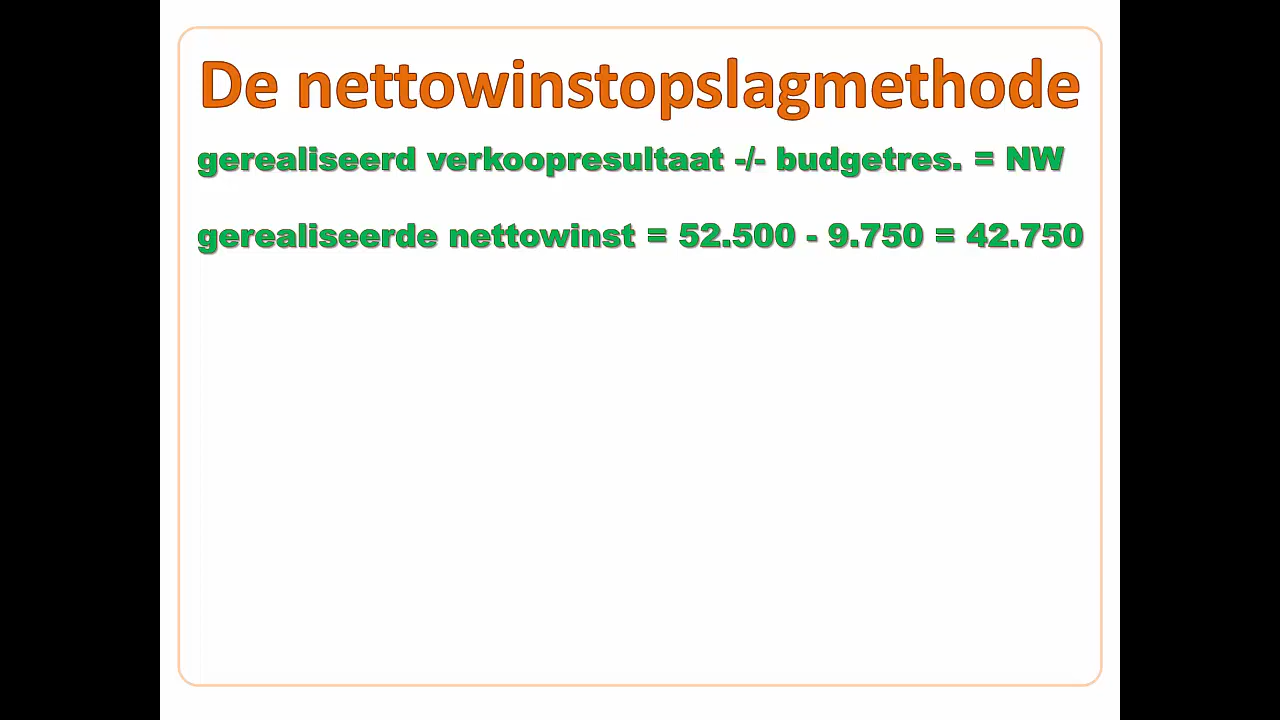 De nettowinstopslagmethode
gerealiseerd verkoopresultaat -/- budgetres. = NW
gerealiseerde nettowinst = 52.500 - 9.750 = 42.750